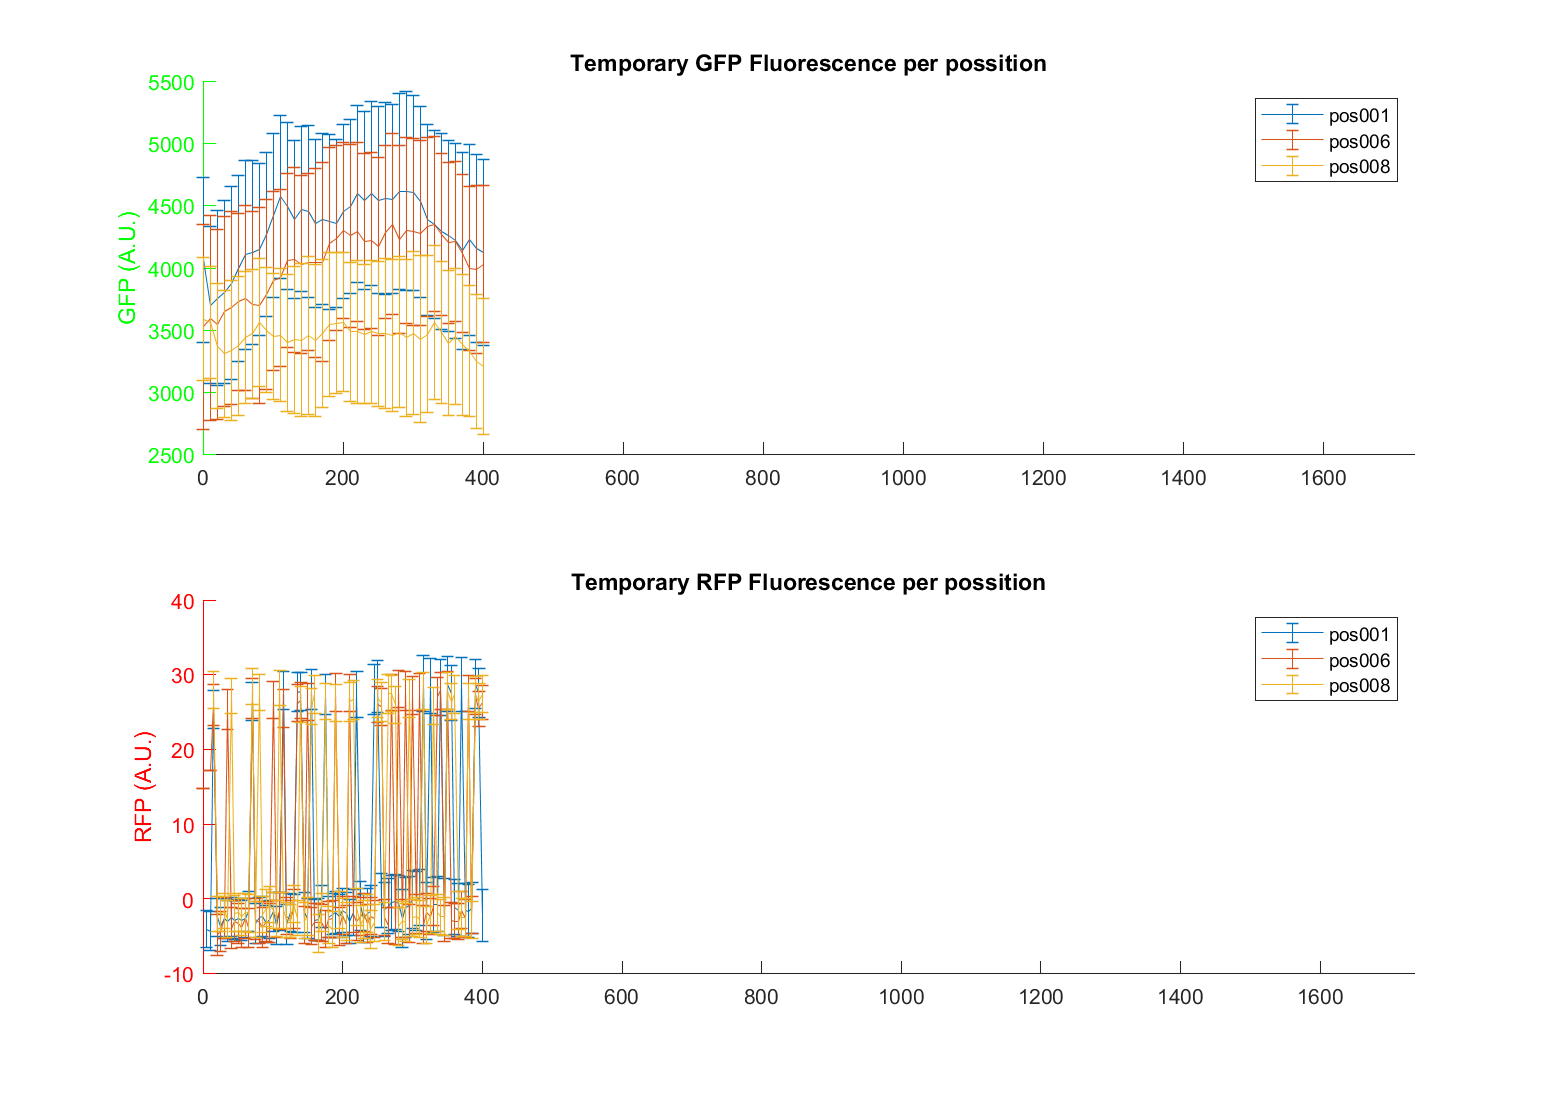 Temporary GFP Fluorescence per possition
5500
5000
4500
4000
3500
3000
2500
GFP (A.U.)
0 200 400 600 800 1000 1200 1400 1600
pos001
pos006
pos008
Temporary RFP Fluorescence per possition
40
30
20
10
0
-10
RFP (A.U.)
0 200 400 600 800 1000 1200 1400 1600
pos001
pos006
pos008